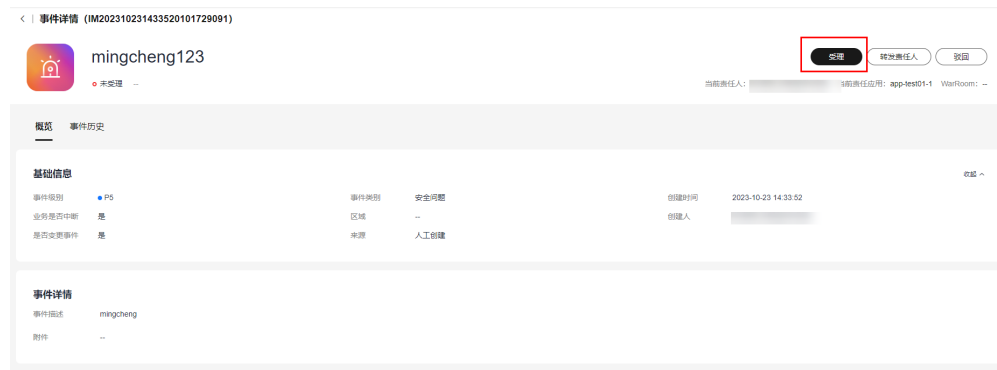 事件详情 (IM202310231433520101729091)
mingcheng123
受理 转发责任人 驳回
未受理 --
当前责任人: 当前责任应用: app-test01-1 WarRoom: --
概览 事件历史
基础信息 收起
事件级别 P5 事件类别 安全问题 创建时间 2023-10-23 14:33:52
业务是否中断 是 区域 -- 创建人
是否变更事件 是 来源 人工创建
事件详情
事件描述 mingcheng
附件 --